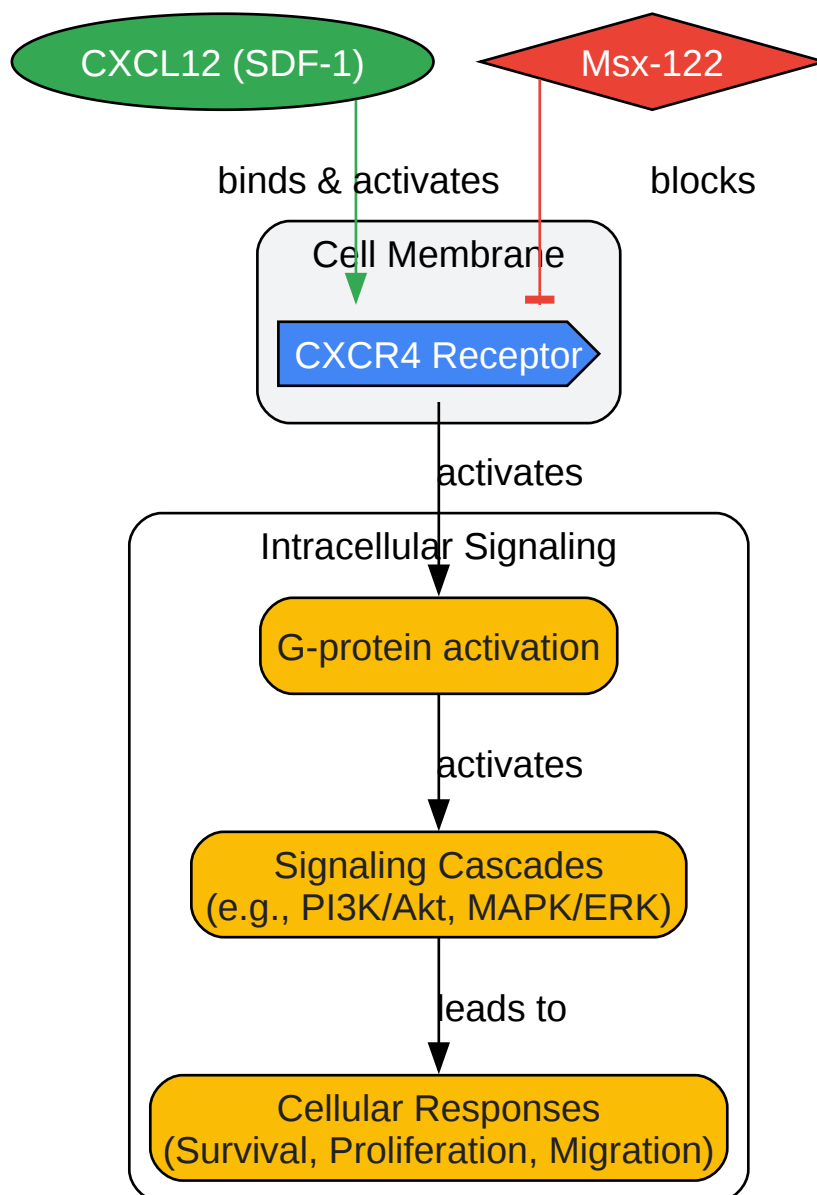 CXCL12 (SDF-1)
Msx-122
binds & activates
blocks
Cell Membrane
CXCR4 Receptor
activates
Intracellular Signaling
G-protein activation
activates
Signaling Cascades
(e.g., PI3K/Akt, MAPK/ERK)
leads to
Cellular Responses
(Survival, Proliferation, Migration)